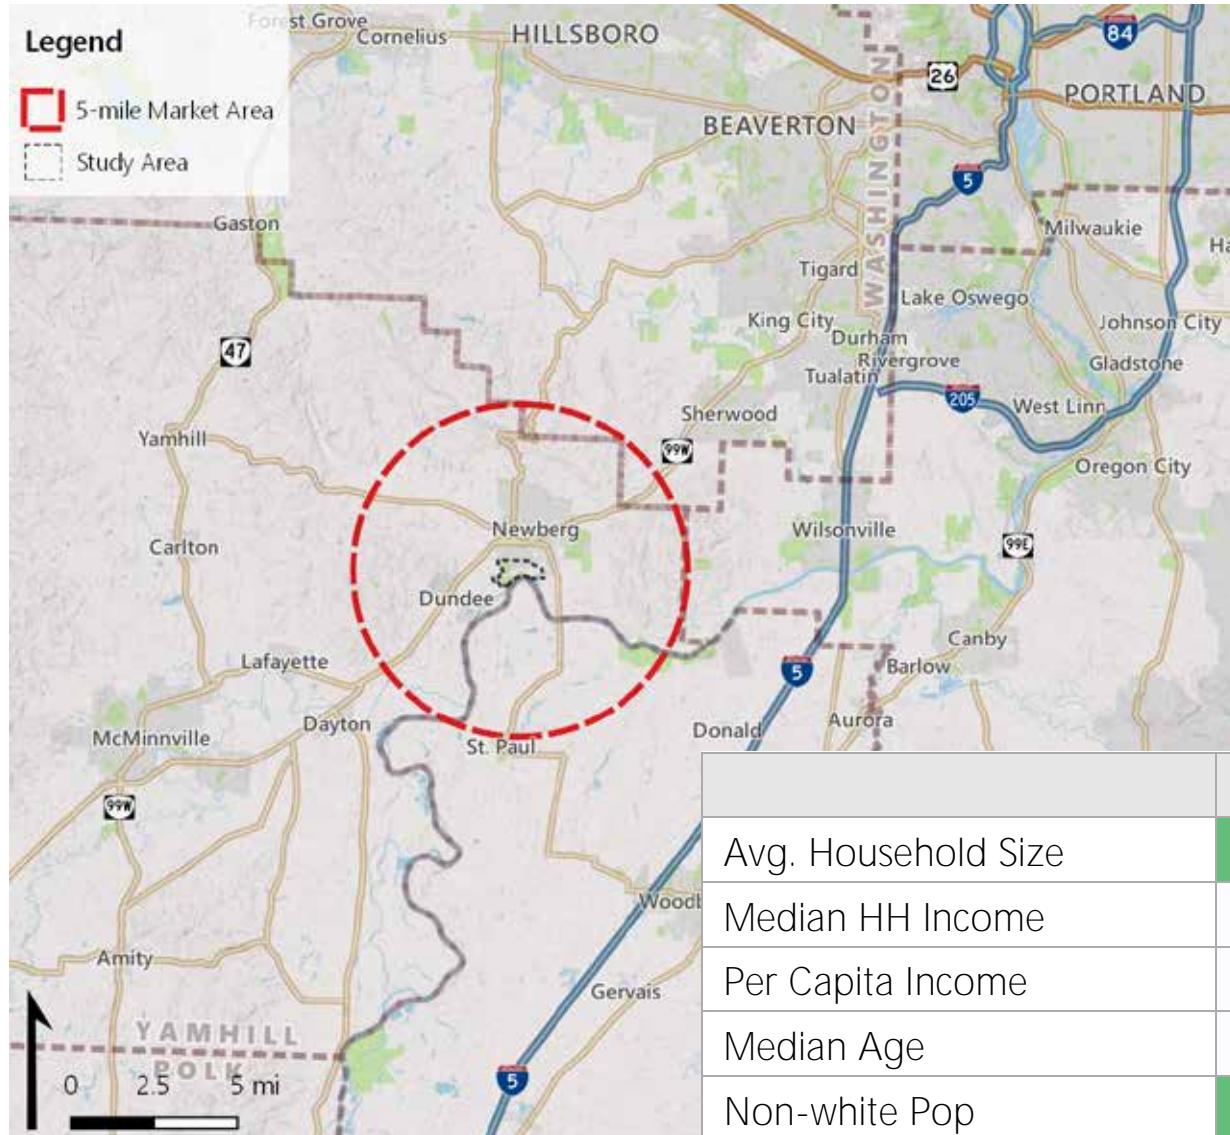 Legend
5-mile Market Area
Study Area
Forest Grove
Cornelius
HILLSBORO
84
26
PORTLAND
BEAVERTON
WASHINGTON
5
Gaston
Milwaukie
Tigard
Lake Oswego
King City
Durham
Johnson City
47
Rivergrove
Gladstone
Tualatin
205
West Linn
Sherwood
Yamhill
99W
Oregon City
Newberg
Wilsonville
Carlton
99E
Dundee
Canby
Lafayette
Barlow
5
Dayton
Aurora
McMinnville
Donald
St. Paul
99W
Avg. Household Size
Median HH Income
Amity
Per Capita Income
Gervais
YAMHILL
Median Age
POLK
0 2.5 5 mi
5
Non-white Pop